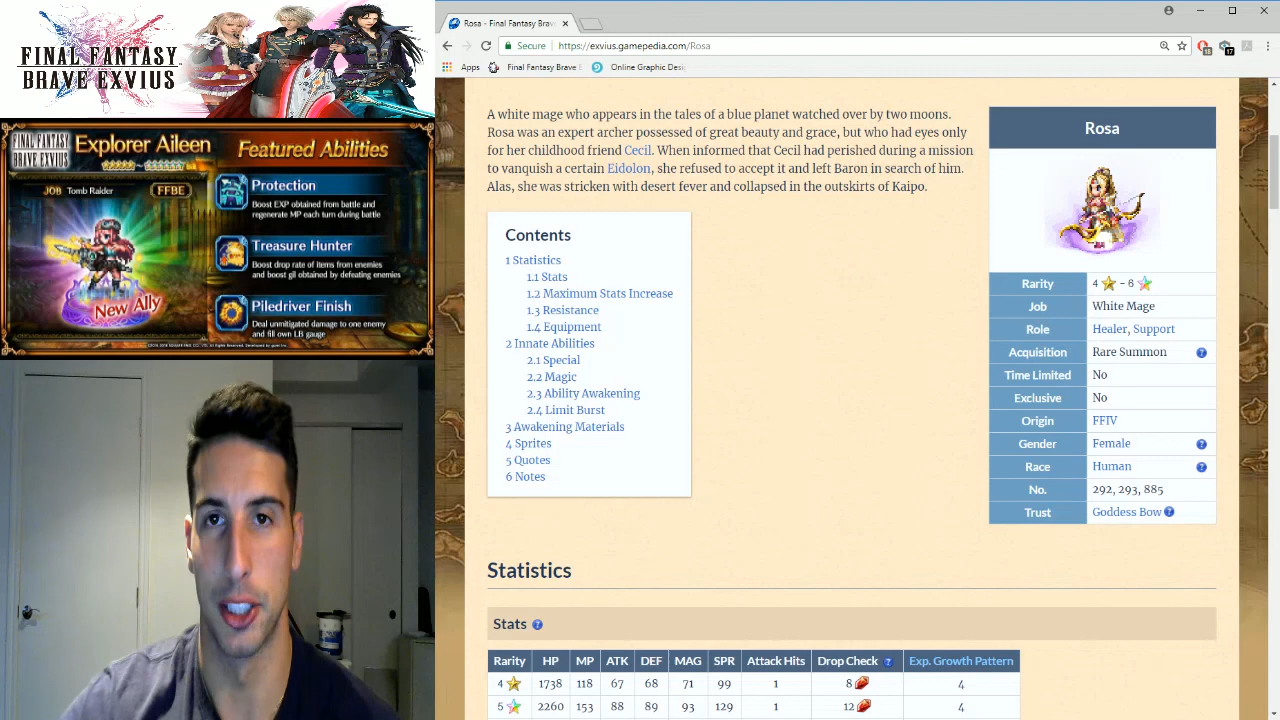 FINAL FANTASY
BRAVE EXVIUS
FINAL FANTASY
BRAVE EXVIUS
Explorer Aileen
Featured Abilities
JOB Tomb Raider
FFBE
New Ally
Protection
Boost EXP obtained from battle and
regenerate MP each turn during battle
Treasure Hunter
Boost drop rate of items from enemies
and boost gil obtained by defeating enemies
Piledriver Finish
Deal unmitigated damage to one enemy
and fill own LB gauge
Rosa - Final Fantasy Brav
Secure
https://exvius.gamepedia.com/Rosa
18
17
Apps
Final Fantasy Brave
Online Graphic Desi
A white mage who appears in the tales of a blue planet watched over by two moons.
Rosa was an expert archer possessed of great beauty and grace, but who had eyes only
for her childhood friend Cecil. When informed that Cecil had perished during a mission
to vanquish a certain Eidolon, she refused to accept it and left Baron in search of him.
Alas, she was stricken with desert fever and collapsed in the outskirts of Kaipo.
Contents
1 Statistics
1.1 Stats
1.2 Maximum Stats Increase
1.3 Resistance
1.4 Equipment
2 Innate Abilities
2.1 Special
2.2 Magic
2.3 Ability Awakening
2.4 Limit Burst
3 Awakening Materials
4 Sprites
5 Quotes
6 Notes
Rosa
Rarity 4 - 6
Job White Mage
Role Healer, Support
Acquisition Rare Summon ?
Time Limited No
Exclusive No
Origin FFIV
Gender Female ?
Race Human ?
No. 292, 293, 885
Trust Goddess Bow ?
Statistics
Stats ?
Rarity HP MP ATK DEF MAG SPR Attack Hits Drop Check ? Exp. Growth Pattern
4 1738 118 67 68 71 99 1 8 4
5 2260 153 88 89 93 129 1 12 4